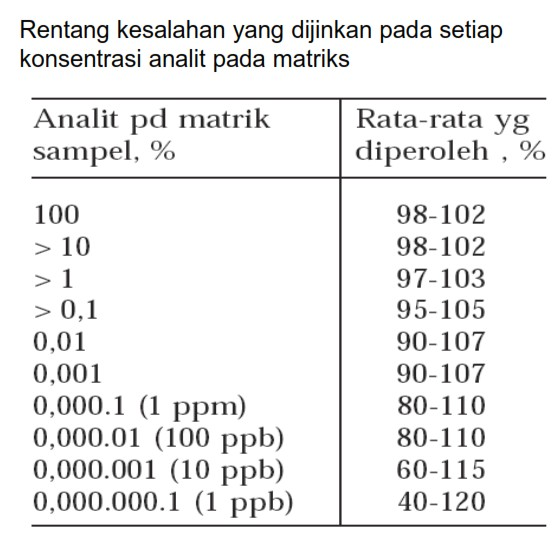 Rentang kesalahan yang dijinkan pada setiap
konsentrasi analit pada matriks
Analit pd matrik sampel, % Rata-rata yg diperoleh , %
100 98-102
> 10 98-102
> 1 97-103
> 0,1 95-105
0,01 90-107
0,001 90-107
0,000.1 (1 ppm) 80-110
0,000.01 (100 ppb) 80-110
0,000.001 (10 ppb) 60-115
0,000.000.1 (1 ppb) 40-120